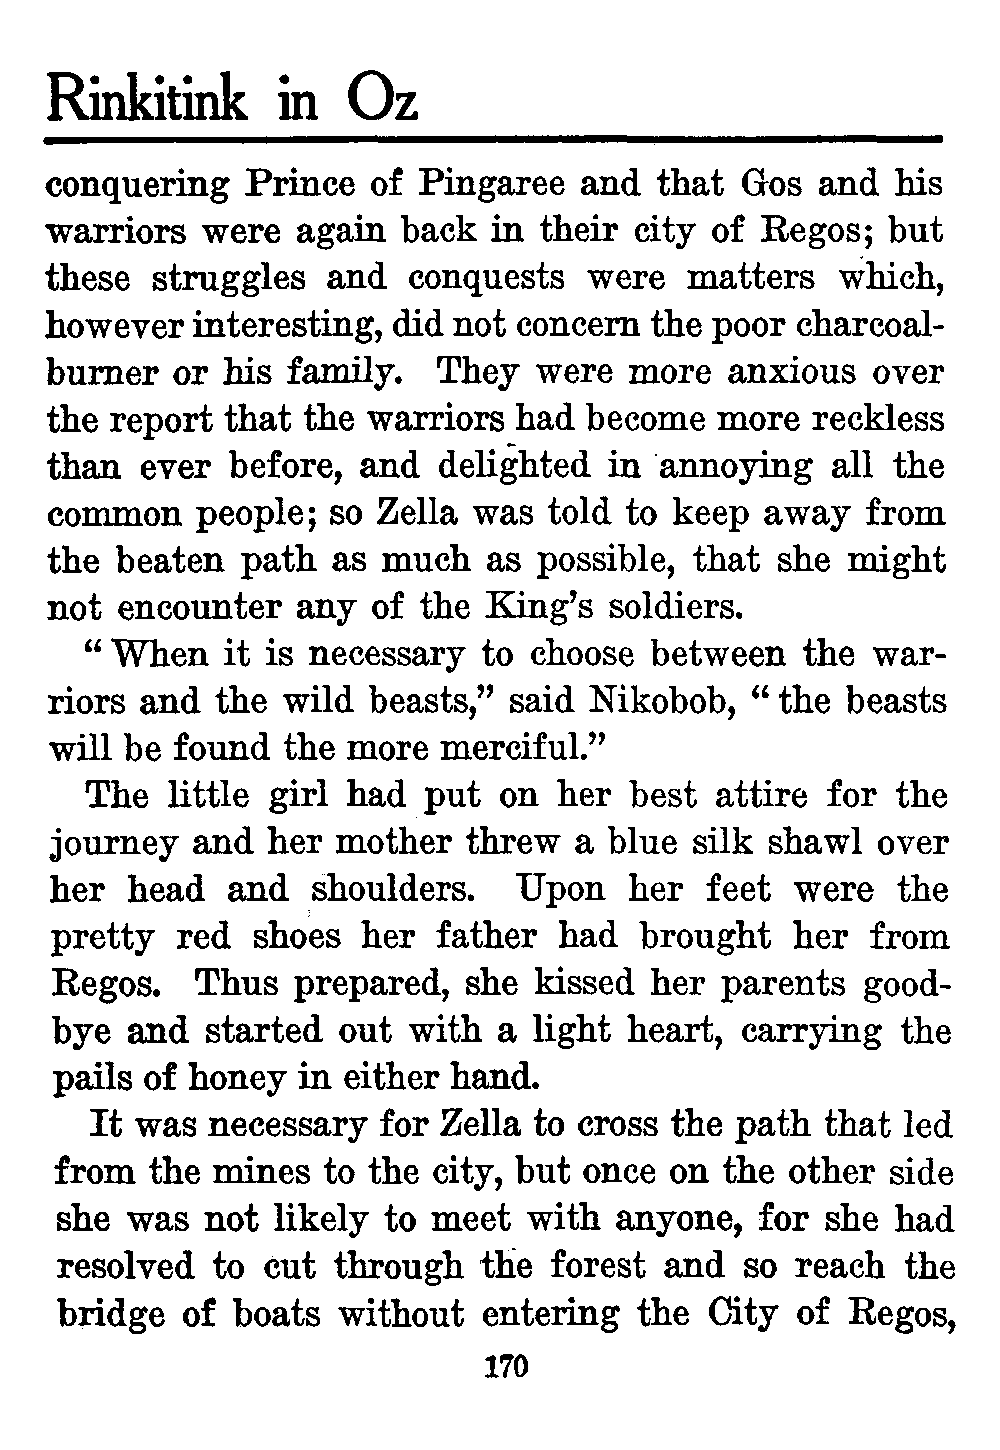 Rinkitink in Oz
conquering Prince of Pingaree and that Gos and his
warriors were again back in their city of Regos; but
these struggles and conquests were matters which,
however interesting, did not concern the poor charcoal-
burner or his family. They were more anxious over
the report that the warriors had become more reckless
than ever before, and delighted in annoying all the
common people; so Zella was told to keep away from
the beaten path as much as possible, that she might
not encounter any of the King’s soldiers.
“ When it is necessary to choose between the war-
riors and the wild beasts,” said Nikobob, “ the beasts
will be found the more merciful.”
The little girl had put on her best attire for the
journey and her mother threw a blue silk shawl over
her head and shoulders. Upon her feet were the
pretty red shoes her father had brought her from
Regos. Thus prepared, she kissed her parents good-
bye and started out with a light heart, carrying the
pails of honey in either hand.
It was necessary for Zella to cross the path that led
from the mines to the city, but once on the other side
she was not likely to meet with anyone, for she had
resolved to cut through the forest and so reach the
bridge of boats without entering the City of Regos,
170